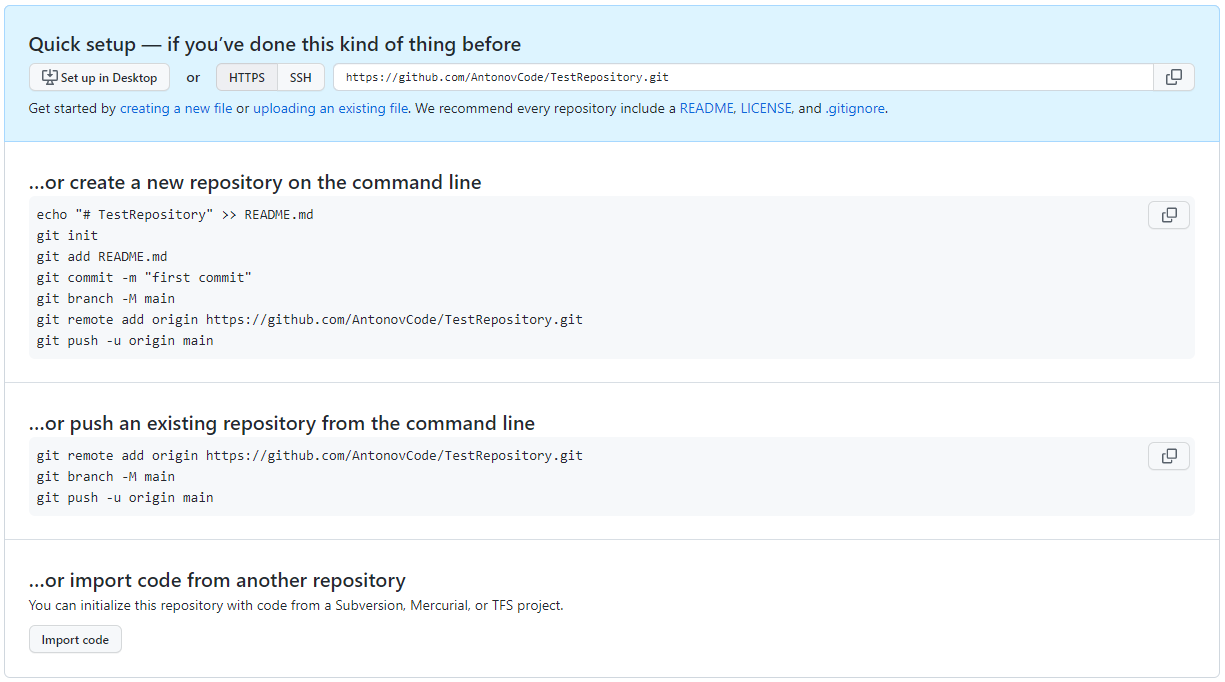 Quick setup — if you’ve done this kind of thing before
Set up in Desktop or HTTPS SSH https://github.com/AntonovCode/TestRepository.git
Get started by creating a new file or uploading an existing file. We recommend every repository include a README, LICENSE, and .gitignore.
…or create a new repository on the command line
echo "# TestRepository" >> README.md
git init
git add README.md
git commit -m "first commit"
git branch -M main
git remote add origin https://github.com/AntonovCode/TestRepository.git
git push -u origin main
…or push an existing repository from the command line
git remote add origin https://github.com/AntonovCode/TestRepository.git
git branch -M main
git push -u origin main
…or import code from another repository
You can initialize this repository with code from a Subversion, Mercurial, or TFS project.
Import code